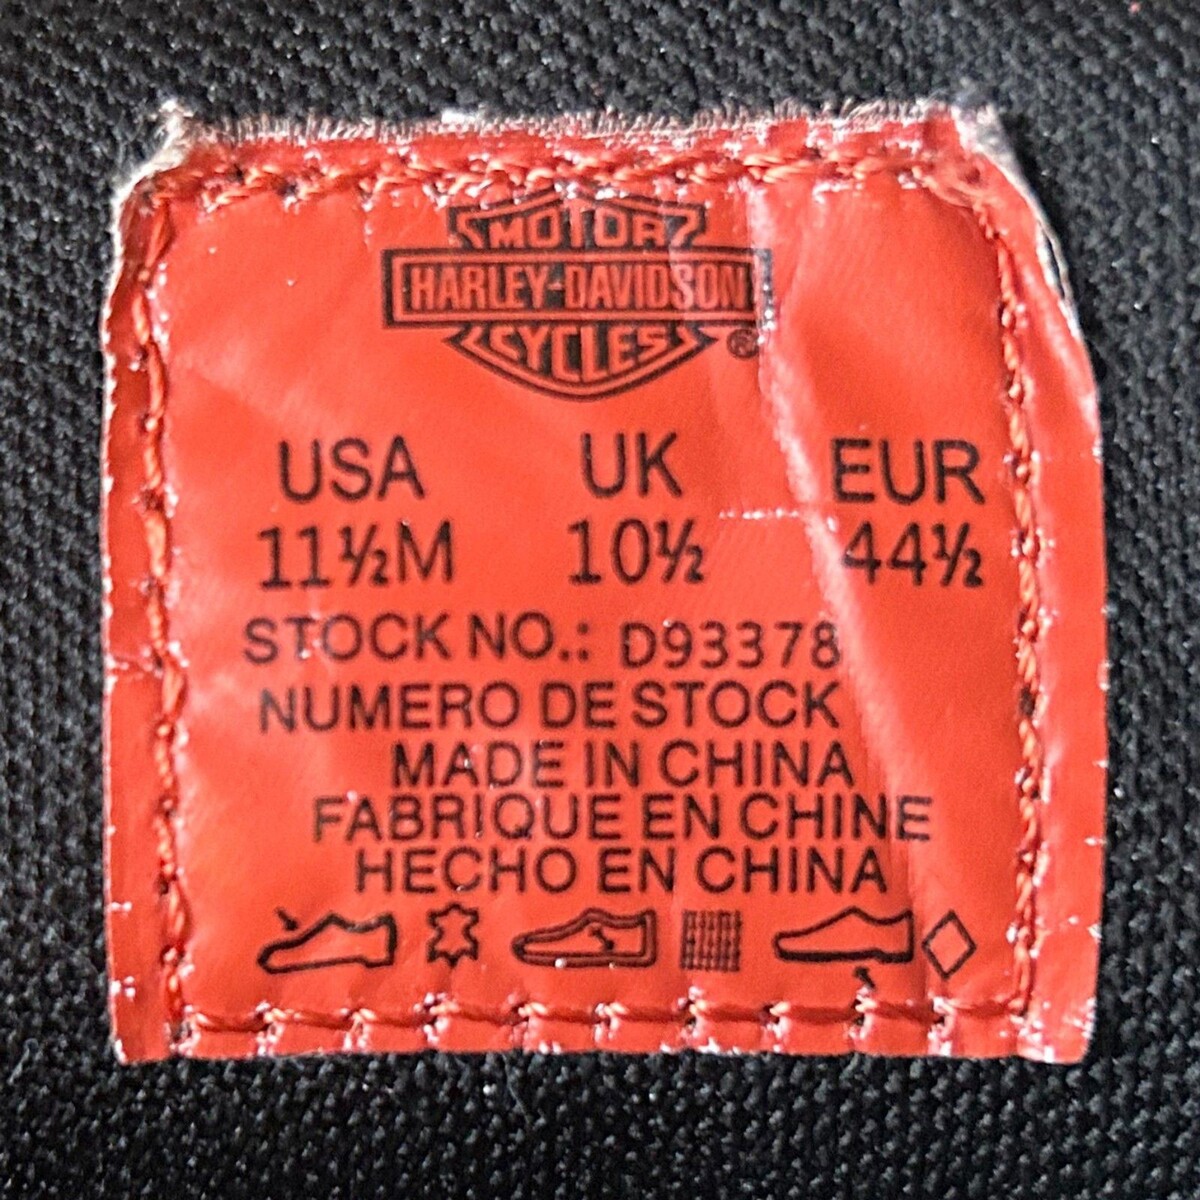 MOTOR
HARLEY-DAVIDSON
CYCLES ®
USA UK EUR
11½M 10½ 44½
STOCK NO.: D93378
NUMERO DE STOCK
MADE IN CHINA
FABRIQUE EN CHINE
HECHO EN CHINA